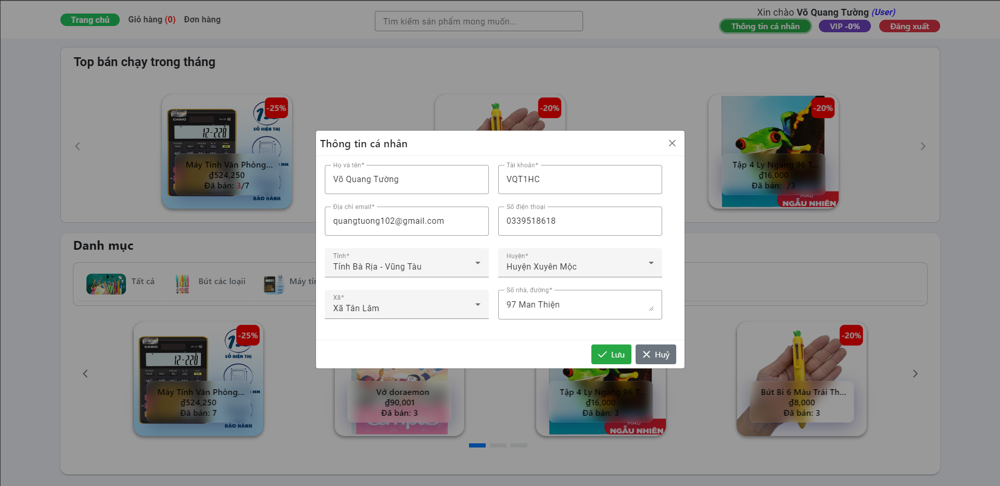 Trang chủ
Giỏ hàng (0)
Đơn hàng
Tìm kiếm sản phẩm mong muốn...
Xin chào Võ Quang Tường (User)
Thông tin cá nhân
VIP -0%
Đăng xuất
Top bán chạy trong tháng
-25%
CASIO
12-228
SỐ HIỆN THỊ
Máy Tính Văn Phòng...
₫524,250
Đã bán: 3/7
BẢO HÀNH
-20%
-20%
Tập 4 Ly Ngang 96 T...
₫16,000
Đã bán: 1/3
MẪU
NGẪU NHIÊN
Thông tin cá nhân
Họ và tên*
Võ Quang Tường
Tài khoản*
VQT1HC
Địa chỉ email*
quangtuong102@gmail.com
Số điện thoại
0339518618
Tỉnh*
Tỉnh Bà Rịa - Vũng Tàu
Huyện*
Huyện Xuyên Mộc
Xã*
Xã Tân Lâm
Số nhà, đường*
97 Man Thiện
Lưu
Huỷ
Danh mục
Tất cả
Bút các loạii
Máy tín
-25%
CASIO
12-228
SỐ HIỆN THỊ
Máy Tính Văn Phòng...
₫524,250
Đã bán: 7
BẢO HÀNH
Vở doraemon
₫90,001
Đã bán: 3
Campus
Tập 4 Ly Ngang 96 T...
₫16,000
Đã bán: 3
MẪU
NGẪU NHIÊN
-20%
Bút Bi 6 Màu Trái Th...
₫8,000
Đã bán: 3